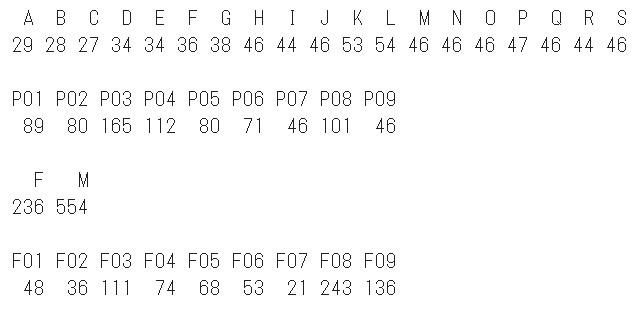 A B C D E F G H I J K L M N O P Q R S
29 28 27 34 34 36 38 46 44 46 53 54 46 46 46 47 46 44 46
P01 P02 P03 P04 P05 P06 P07 P08 P09
89 80 165 112 80 71 46 101 46
F M
236 554
F01 F02 F03 F04 F05 F06 F07 F08 F09
48 36 111 74 68 53 21 243 136